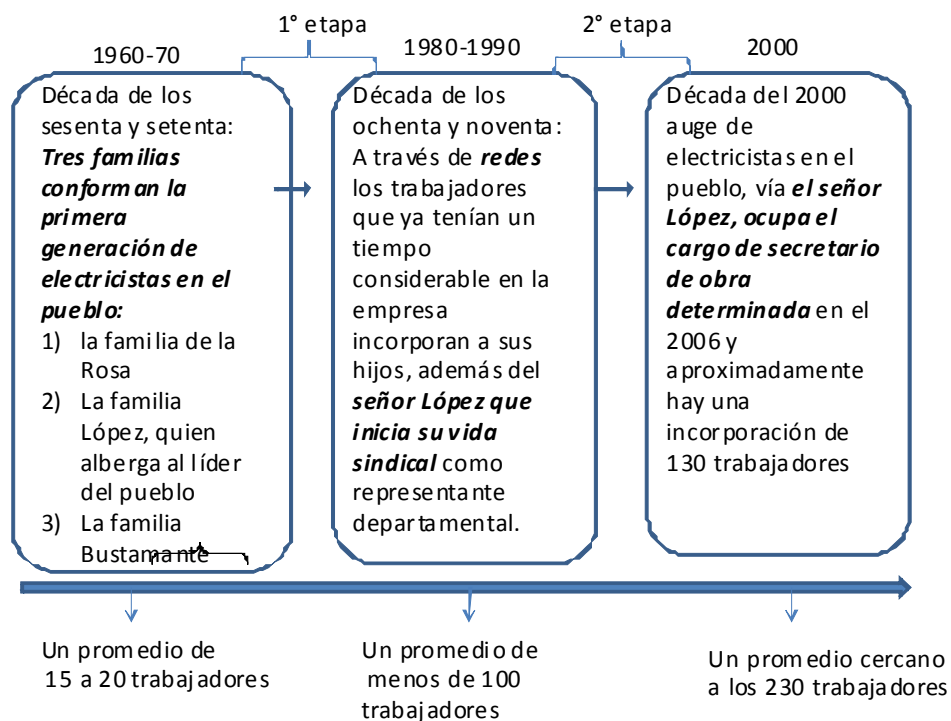 1° etapa
2° etapa
1960-70
1980-1990
2000
Década de los
sesenta y setenta:
Tres familias
conforman la
primera
generación de
electricistas en el
pueblo:
1) la familia de la
Rosa
2) La familia
López, quien
alberga al líder
del pueblo
3) La familia
Bustamante
Década de los
ochenta y noventa:
A través de redes
los trabajadores
que ya tenían un
tiempo
considerable en la
empresa
incorporan a sus
hijos, además del
señor López que
inicia su vida
sindical como
representante
departamental.
Década del 2000
auge de
electricistas en el
pueblo, vía el señor
López, ocupa el
cargo de secretario
de obra
determinada en el
2006 y
aproximadamente
hay una
incorporación de
130 trabajadores
Un promedio de
15 a 20 trabajadores
Un promedio de
menos de 100
trabajadores
Un promedio cercano
a los 230 trabajadores